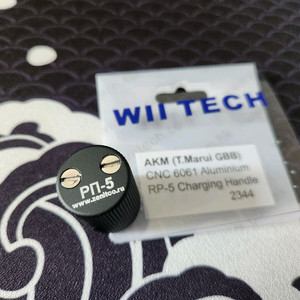 WII TECH
AKM (T.Marui GBB)
CNC 6061 Aluminium
RP-5 Charging Handle
2344
РП-5
www.zenitco.ru